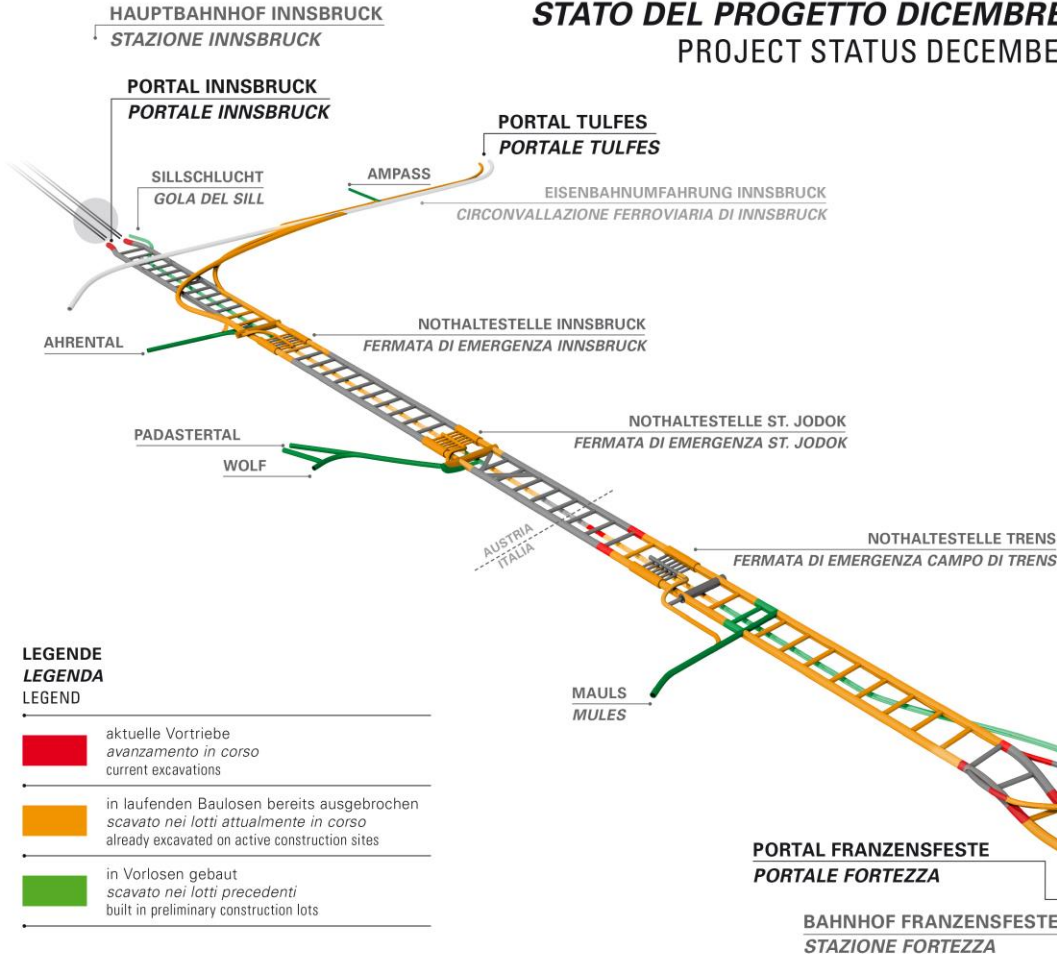 HAUPTBAHNHOF INNSBRUCK
STAZIONE INNSBRUCK
STATO DEL PROGETTO DICEMBRE
PROJECT STATUS DECEMBE
PORTAL INNSBRUCK
PORTALE INNSBRUCK
PORTAL TULFES
PORTALE TULFES
SILLSCHLUCHT
GOLA DEL SILL
AMPASS
EISENBAHNUMFAHRUNG INNSBRUCK
CIRCONVALLAZIONE FERROVIARIA DI INNSBRUCK
AHRENTAL
NOTHALTESTELLE INNSBRUCK
FERMATA DI EMERGENZA INNSBRUCK
PADASTERTAL
WOLF
NOTHALTESTELLE ST. JODOK
FERMATA DI EMERGENZA ST. JODOK
AUSTRIA
ITALIA
NOTHALTESTELLE TRENS
FERMATA DI EMERGENZA CAMPO DI TRENS
MAULS
MULES
LEGENDE
LEGENDA
LEGEND
aktuelle Vortriebe
avanzamento in corso
current excavations
in laufenden Baulosen bereits ausgebrochen
scavato nei lotti attualmente in corso
already excavated on active construction sites
in Vorlosen gebaut
scavato nei lotti precedenti
built in preliminary construction lots
PORTAL FRANZENSFESTE
PORTALE FORTEZZA
BAHNHOF FRANZENSFESTE
STAZIONE FORTEZZA